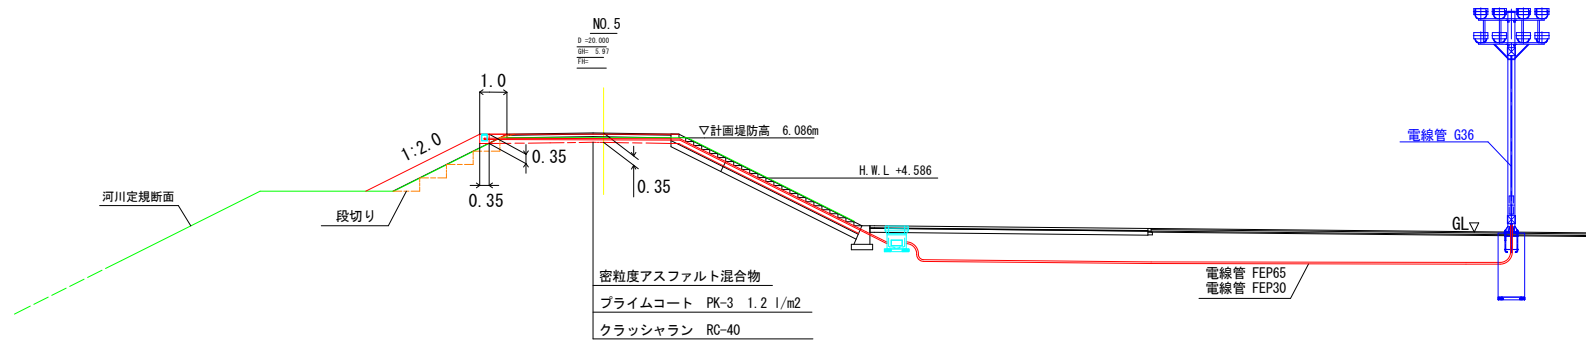 NO.5
D =20.000
GH= 5.97
FH=
1.0
1:2.0
0.35
0.35
0.35
▽計画堤防高 6.086m
H.W.L +4.586
河川定規断面
段切り
密粒度アスファルト混合物
プライムコート PK-3 1.2 l/m2
クラッシャラン RC-40
電線管 G36
GL▽
電線管 FEP65
電線管 FEP30